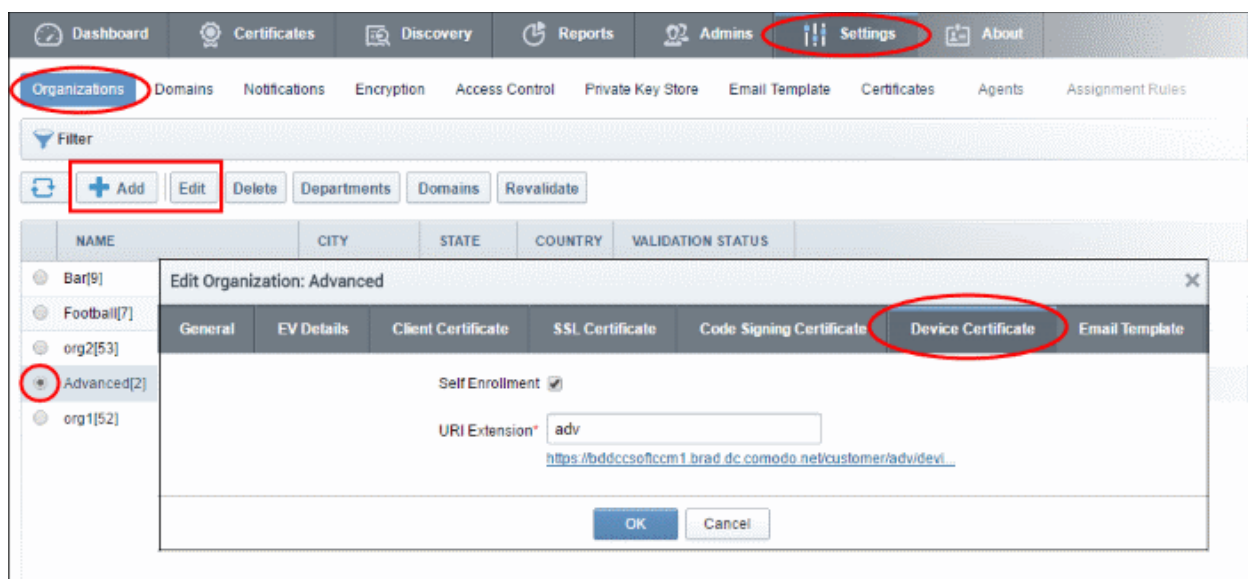 Dashboard Certificates Discovery Reports Admins Settings About
Organizations Domains Notifications Encryption Access Control Private Key Store Email Template Certificates Agents Assignment Rules
Filter
Add Edit Delete Departments Domains Revalidate
NAME CITY STATE COUNTRY VALIDATION STATUS
Bar[9]
Edit Organization: Advanced
Football[7]
General EV Details Client Certificate SSL Certificate Code Signing Certificate Device Certificate Email Template
org2[53]
Advanced[2]
Self Enrollment
org1[52]
URI Extension* adv
https://bddccsoftccm1.brad.dc.comodo.net/customer/adv/devi...
OK Cancel